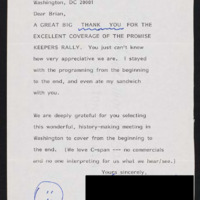 Washington, DC 20001
Dear Brian,
A GREAT BIG THANK YOU FOR THE
EXCELLENT COVERAGE OF THE PROMISE
KEEPERS RALLY. You just can't know
how very appreciative we are. I stayed
with the programming from the beginning
to the end, and even ate my sandwich
with you.
We are deeply grateful for you selecting
this wonderful, history-making meeting in
Washington to cover from the beginning to
the end. (We love C-span --- no commercials
and no one interpreting for us what we hear/see.)
Yours sincerely,